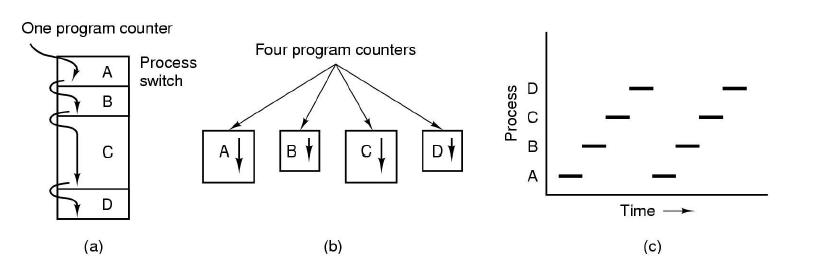 One program counter
Process
switch
A
B
C
D
(a)
Four program counters
A
B
C
D
(b)
Process
D
C
B
A
Time
(c)